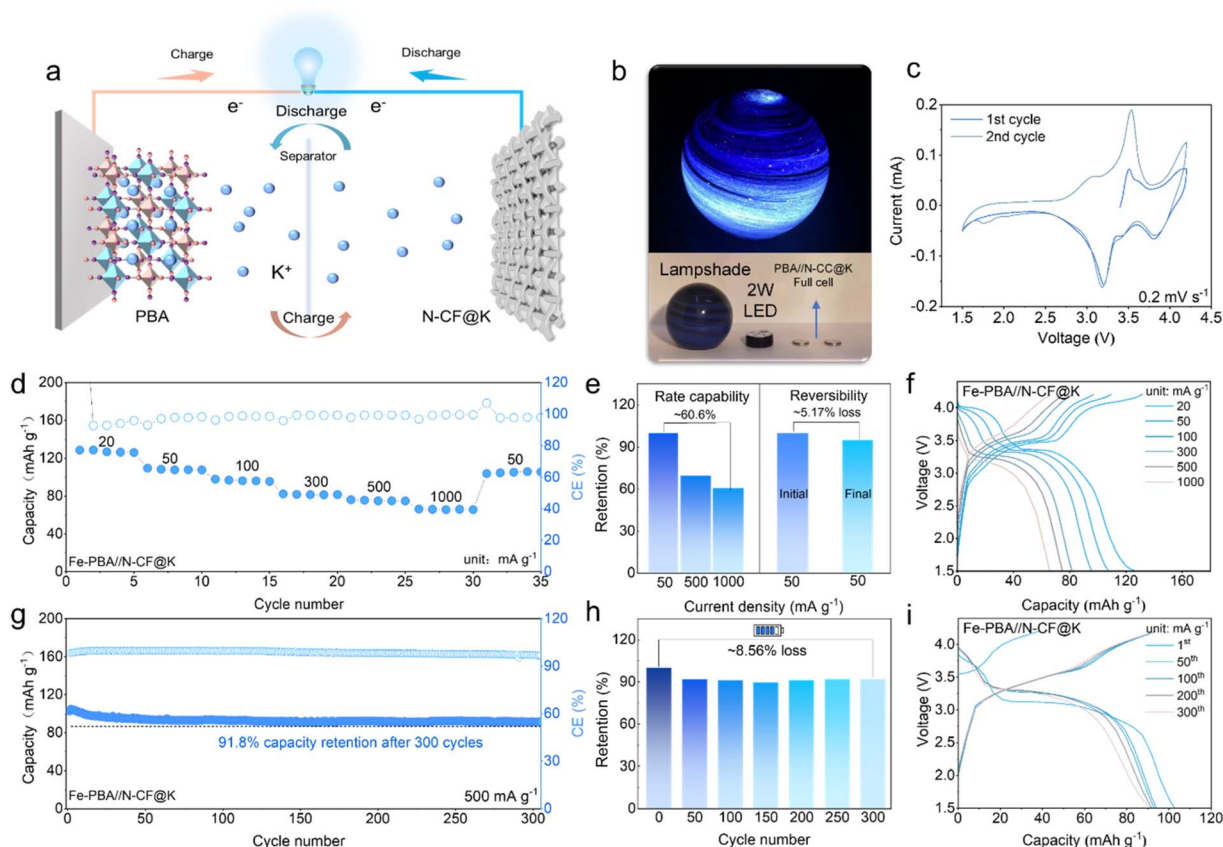 a
Charge
Discharge
e-
Discharge
e-
Separator
K+
Charge
PBA
N-CF@K
b
Lampshade
2W
LED
PBA//N-CC@K
Full cell
c
0.2
0.1
0.0
-0.1
-0.2
Current (mA)
1st cycle
2nd cycle
0.2 mV s-1
1.5 2.0 2.5 3.0 3.5 4.0 4.5
Voltage (V)
d
200
160
120
80
40
0
Capacity (mAh g-1)
20
50
100
300
500
1000
50
120
100
80
60
40
20
0
CE (%)
Fe-PBA//N-CF@K
unit: mA g-1
0 5 10 15 20 25 30 35
Cycle number
e
120
90
60
30
0
Retention (%)
Rate capability
~60.6%
Reversibility
~5.17% loss
Initial
Final
50 500 1000 50 50
Current density (mA g-1)
f
Fe-PBA//N-CF@K
unit: mA g-1
20
50
100
300
500
1000
4.0
3.5
3.0
2.5
2.0
1.5
Voltage (V)
0 40 80 120 160
Capacity (mAh g-1)
g
200
160
120
80
40
0
Capacity (mAh g-1)
120
90
60
30
0
CE (%)
91.8% capacity retention after 300 cycles
Fe-PBA//N-CF@K
500 mA g-1
0 50 100 150 200 250 300
Cycle number
h
120
90
60
30
0
Retention (%)
~8.56% loss
0 50 100 150 200 250 300
Cycle number
i
Fe-PBA//N-CF@K
unit: mA g-1
1st
50th
100th
200th
300th
4.0
3.5
3.0
2.5
2.0
1.5
Voltage (V)
0 20 40 60 80 100 120
Capacity (mAh g-1)